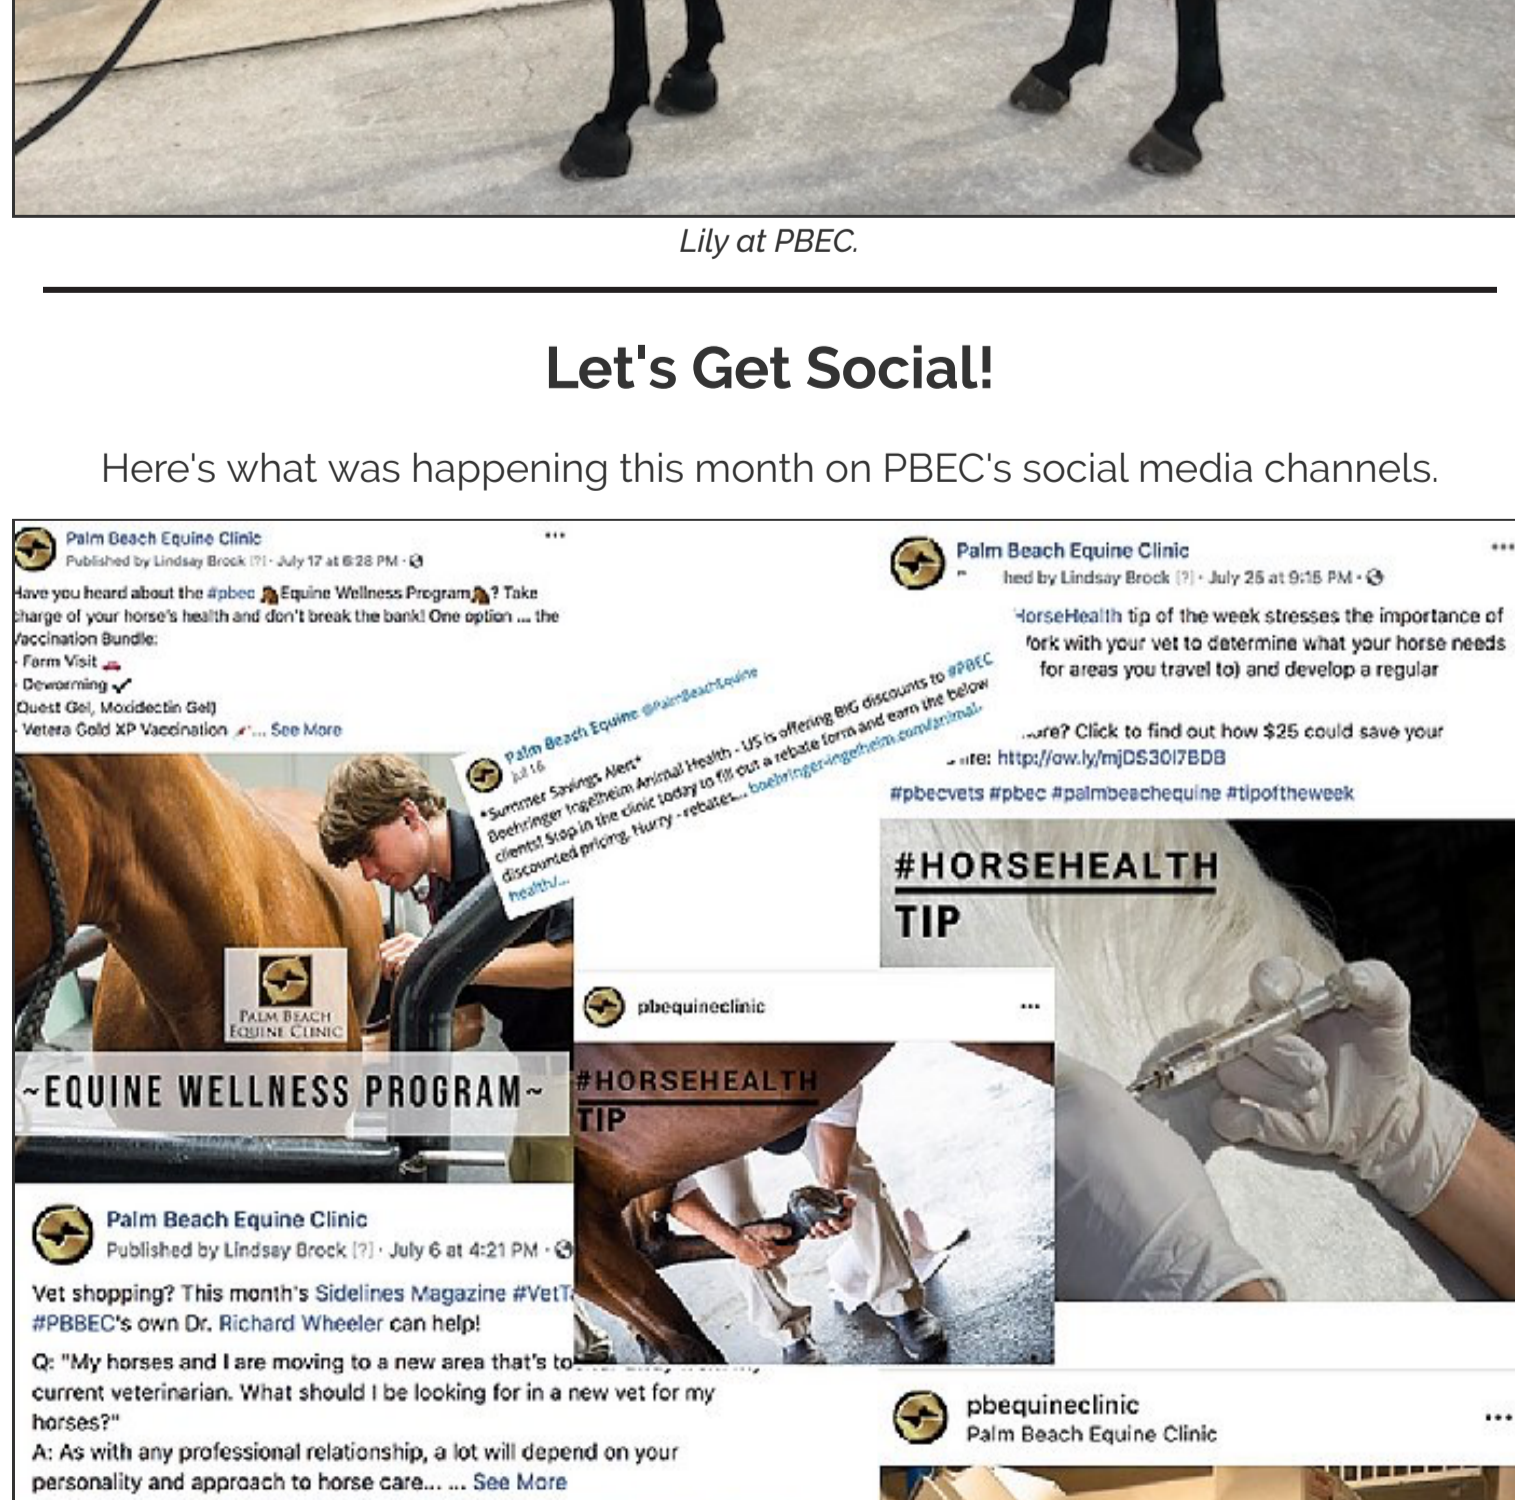 Lily at PBEC.
Let's Get Social!
Here's what was happening this month on PBEC's social media channels.
Palm Beach Equine Clinic
Published by Lindsay Brock [?] · July 17 at 6:28 PM ·
Have you heard about the #pbec Equine Wellness Program ? Take
charge of your horse's health and don't break the bank! One option ... the
Vaccination Bundle:
- Farm Visit
- Deworming
Quest Gel, Moxidectin Gel)
- Vetera Gold XP Vaccination ... See More
PALM BEACH
EQUINE CLINIC
~EQUINE WELLNESS PROGRAM~
Palm Beach Equine @PalmBeachEquine
Jul 16
*Summer Savings Alert*
Boehringer Ingelheim Animal Health - US is offering BIG discounts to #PBEC
clients! Stop in the clinic today to fill out a rebate form and earn the below
discounted pricing. Hurry - rebates... boehringer-ingelheim.com/animal-
health/...
Palm Beach Equine Clinic
hed by Lindsay Brock [?] · July 25 at 9:15 PM ·
HorseHealth tip of the week stresses the importance of
ork with your vet to determine what your horse needs
for areas you travel to) and develop a regular
ore? Click to find out how $25 could save your
http://ow.ly/mjDS30l7BDB
#pbecvets #pbec #palmbeachequine #tipoftheweek
#HORSEHEALTH
TIP
pbequineclinic
#HORSEHEALTH
TIP
Palm Beach Equine Clinic
Published by Lindsay Brock [?] · July 6 at 4:21 PM ·
Vet shopping? This month's Sidelines Magazine #VetT
#PBBEC's own Dr. Richard Wheeler can help!
Q: "My horses and I are moving to a new area that's to
current veterinarian. What should I be looking for in a new vet for my
horses?"
A: As with any professional relationship, a lot will depend on your
personality and approach to horse care... ... See More
pbequineclinic
Palm Beach Equine Clinic